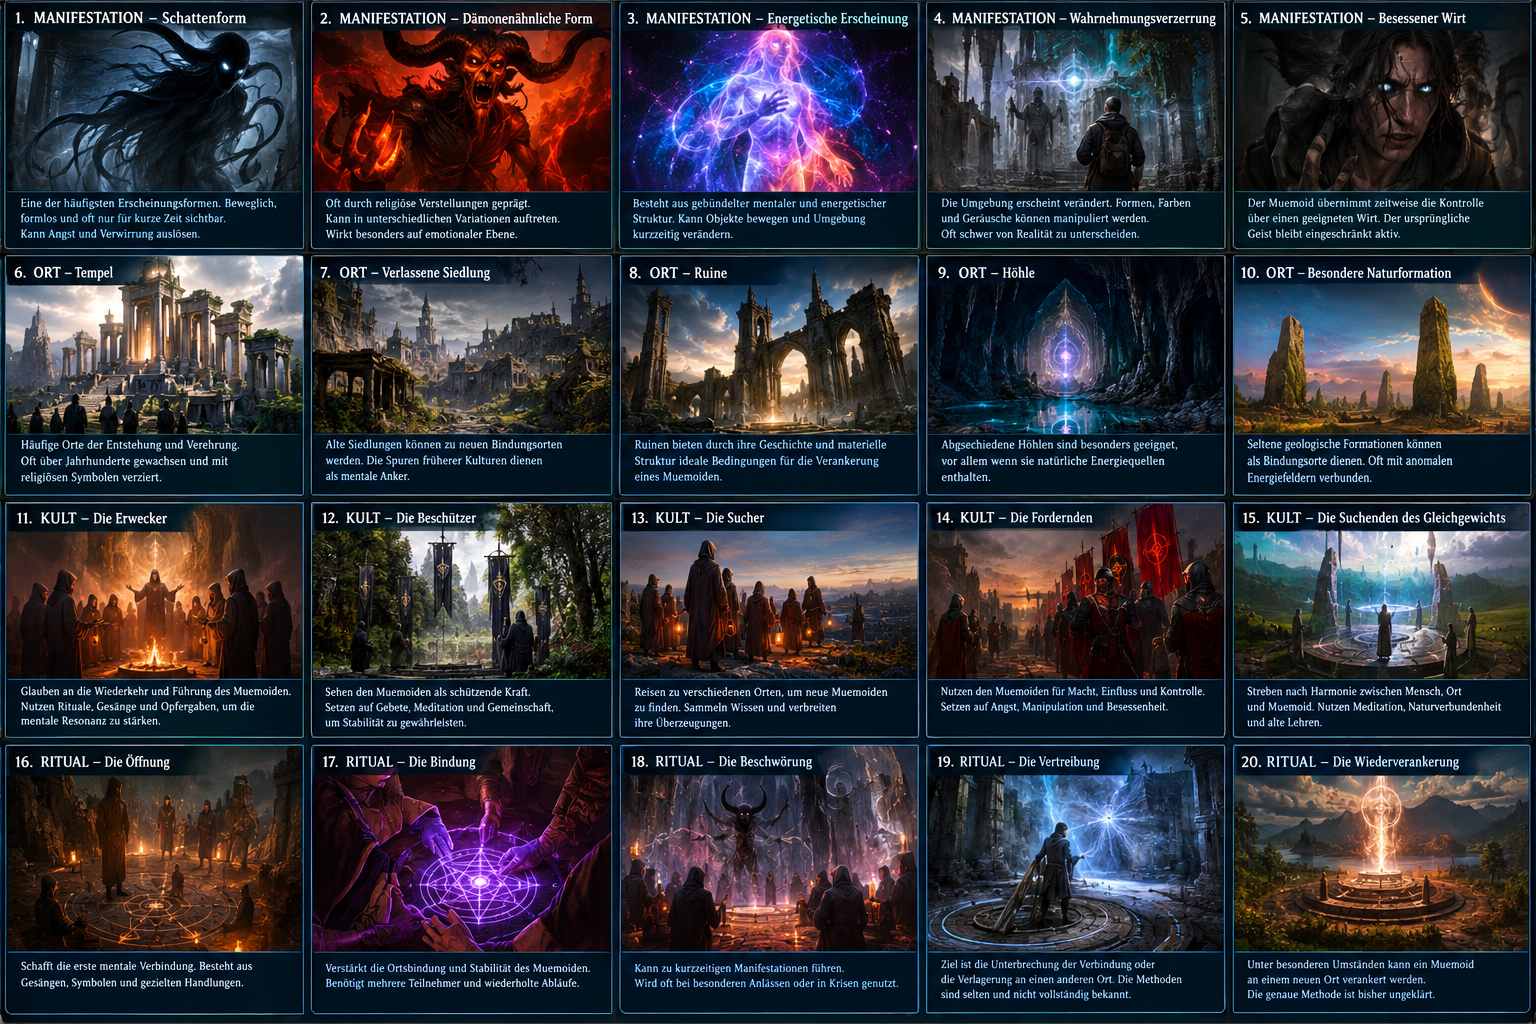 1. MANIFESTATION – Schattenform
Eine der häufigsten Erscheinungsformen. Beweglich,
formlos und oft nur für kurze Zeit sichtbar.
Kann Angst und Verwirrung auslösen.
2. MANIFESTATION – Dämonenähnliche Form
Oft durch religiöse Verstellungen geprägt.
Kann in unterschiedlichen Variationen auftreten.
Wirkt besonders auf emotionaler Ebene.
3. MANIFESTATION – Energetische Erscheinung
Besteht aus gebündelter mentaler und energetischer
Struktur. Kann Objekte bewegen und Umgebung
kurzzeitig verändern.
4. MANIFESTATION – Wahrnehmungsverzerrung
Die Umgebung erscheint verändert. Formen, Farben
und Geräusche können manipuliert werden.
Oft schwer von Realität zu unterscheiden.
5. MANIFESTATION – Besessener Wirt
Der Muemoid übernimmt zeitweise die Kontrolle
über einen geeigneten Wirt. Der ursprüngliche
Geist bleibt eingeschränkt aktiv.
6. ORT – Tempel
Häufige Orte der Entstehung und Verehrung.
Oft über Jahrhunderte gewachsen und mit
religiösen Symbolen verziert.
7. ORT – Verlassene Siedlung
Alte Siedlungen können zu neuen Bindungsorten
werden. Die Spuren früherer Kulturen dienen
als mentale Anker.
8. ORT – Ruine
Ruinen bieten durch ihre Geschichte und materielle
Struktur ideale Bedingungen für die Verankerung
eines Muemoiden.
9. ORT – Höhle
Abgsechiedene Höhlen sind besonders geeignet,
vor allem wenn sie natürliche Energiequellen
enthalten.
10. ORT – Besondere Naturformation
Seltene geologische Formationen können
als Bindungsorte dienen. Oft mit anomalen
Energiefeldern verbunden.
11. KULT – Die Erwecker
Glauben an die Wiederkehr und Führung des Muemoiden.
Nutzen Rituale, Gesänge und Opfergaben, um die
mentale Resonanz zu stärken.
12. KULT – Die Beschützer
Sehen den Muemoiden als schützende Kraft.
Setzen auf Gebete, Meditation und Gemeinschaft,
um Stabilität zu gewährleisten.
13. KULT – Die Sucher
Reisen zu verschiedenen Orten, um neue Muemoiden
zu finden. Sammeln Wissen und verbreiten
ihre Überzeugungen.
14. KULT – Die Fordernden
Nutzen den Muemoiden für Macht, Einfluss und Kontrolle.
Setzen auf Angst, Manipulation und Besessenheit.
15. KULT – Die Suchenden des Gleichgewichts
Streben nach Harmonie zwischen Mensch, Ort
und Muemoid. Nutzen Meditation, Naturverbundenheit
und alte Lehren.
16. RITUAL – Die Öffnung
Schafft die erste mentale Verbindung. Besteht aus
Gesängen, Symbolen und gezielten Handlungen.
17. RITUAL – Die Bindung
Verstärkt die Ortsbindung und Stabilität des Muemoiden.
Benötigt mehrere Teilnehmer und wiederholte Abläufe.
18. RITUAL – Die Beschwörung
Kann zu kurzzeitigen Manifestationen führen.
Wird oft bei besonderen Anlässen oder in Krisen genutzt.
19. RITUAL – Die Vertreibung
Ziel ist die Unterbrechung der Verbindung oder
die Verlagerung an einen anderen Ort. Die Methoden
sind selten und nicht vollständig bekannt.
20. RITUAL – Die Wiederverankerung
Unter besonderen Umständen kann ein Muemoid
an einem neuen Ort verankert werden.
Die genaue Methode ist bisher ungeklärt.